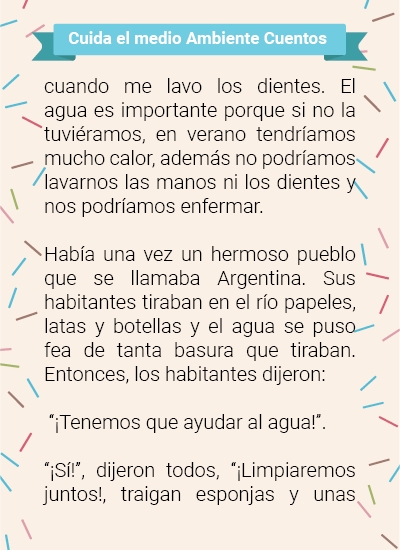 Cuida el medio Ambiente Cuentos
cuando me lavo los dientes. El
agua es importante porque si no la
tuviéramos, en verano tendríamos
mucho calor, además no podríamos
lavarnos las manos ni los dientes y
nos podríamos enfermar.
Había una vez un hermoso pueblo
que se llamaba Argentina. Sus
habitantes tiraban en el río papeles,
latas y botellas y el agua se puso
fea de tanta basura que tiraban.
Entonces, los habitantes dijeron:
“¡Tenemos que ayudar al agua!”.
“¡Sí!”, dijeron todos, “¡Limpiaremos
juntos!, traigan esponjas y unas